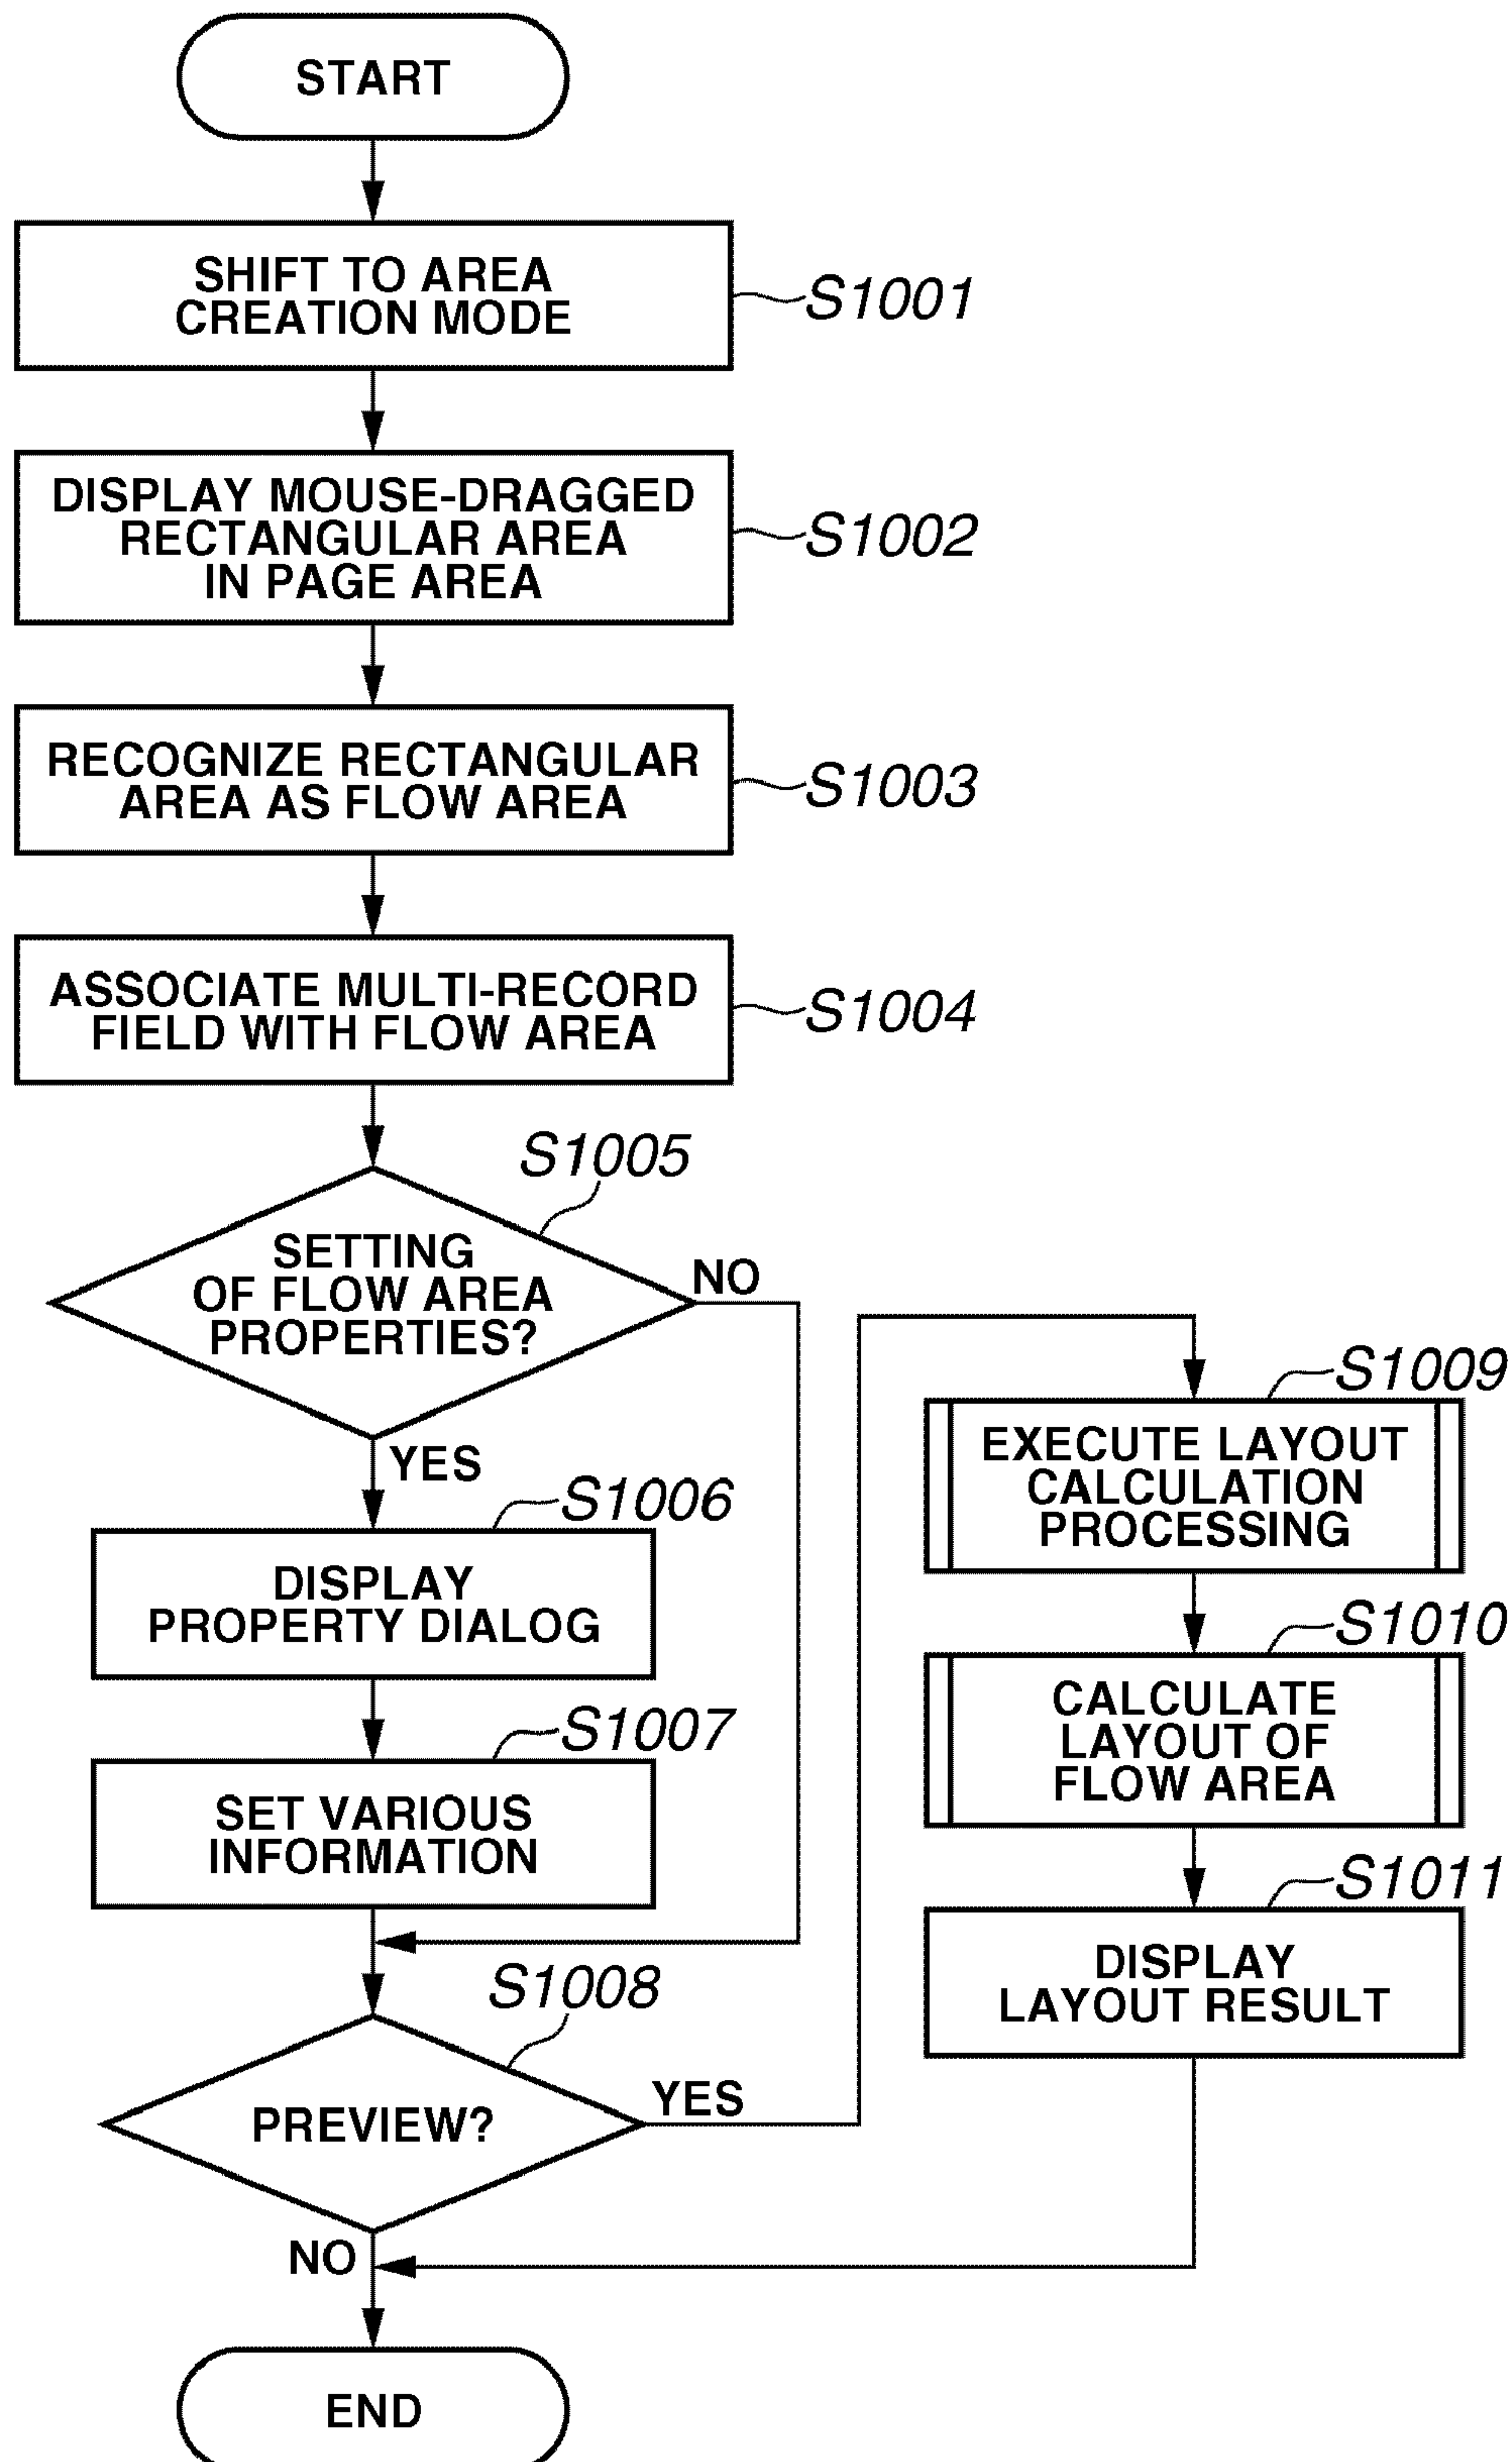 START
SHIFT TO AREA
CREATION MODE
S1001
DISPLAY MOUSE-DRAGGED
RECTANGULAR AREA
IN PAGE AREA
S1002
RECOGNIZE RECTANGULAR
AREA AS FLOW AREA
S1003
ASSOCIATE MULTI-RECORD
FIELD WITH FLOW AREA
S1004
S1005
SETTING
OF FLOW AREA
PROPERTIES?
NO
YES
S1006
DISPLAY
PROPERTY DIALOG
S1007
SET VARIOUS
INFORMATION
S1008
PREVIEW?
YES
NO
S1009
EXECUTE LAYOUT
CALCULATION
PROCESSING
S1010
CALCULATE
LAYOUT OF
FLOW AREA
S1011
DISPLAY
LAYOUT RESULT
END